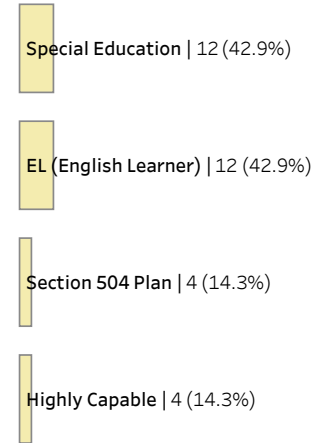 Special Education | 12 (42.9%)
EL (English Learner) | 12 (42.9%)
Section 504 Plan | 4 (14.3%)
Highly Capable | 4 (14.3%)